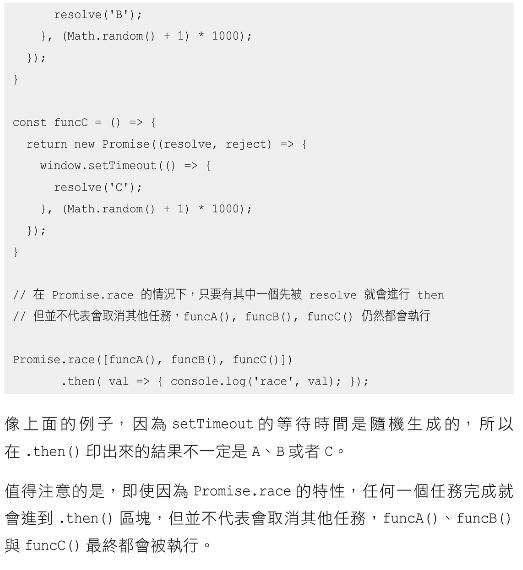 resolve('B');
}, (Math.random() + 1) * 1000);
});
}
const funcC = () => {
return new Promise((resolve, reject) => {
window.setTimeout(() => {
resolve('C');
}, (Math.random() + 1) * 1000);
});
}
// 在 Promise.race 的情況下，只要有其中一個先被 resolve 就會進行 then
// 但並不代表會取消其他任務，funcA(), funcB(), funcC() 仍然都會執行
Promise.race([funcA(), funcB(), funcC()])
.then( val => { console.log('race', val); });
像上面的例子，因為 setTimeout 的等待時間是隨機生成的，所以
在 .then() 印出來的結果不一定是 A、B 或者 C。
值得注意的是，即使因為 Promise.race 的特性，任何一個任務完成就
會進到 .then() 區塊，但並不代表會取消其他任務，funcA()、funcB()
與 funcC() 最終都會被執行。